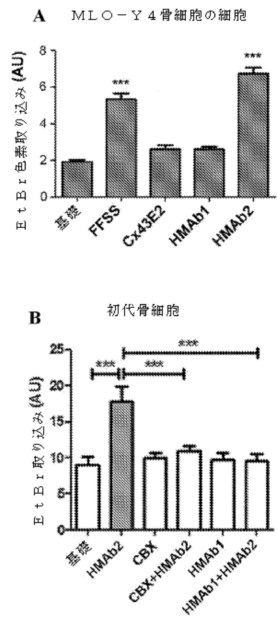 A MLO-Y4骨細胞の細胞
EtBr色素取り込み(AU)
8
6
4
2
0
***
***
基礎
FFSS
Cx43E2
HMAb1
HMAb2
B 初代骨細胞
EtBr取り込み(AU)
25
20
15
10
5
0
***
***
***
基礎
HMAb2
CBX
CBX+HMAb2
HMAb1
HMAb1+HMAb2